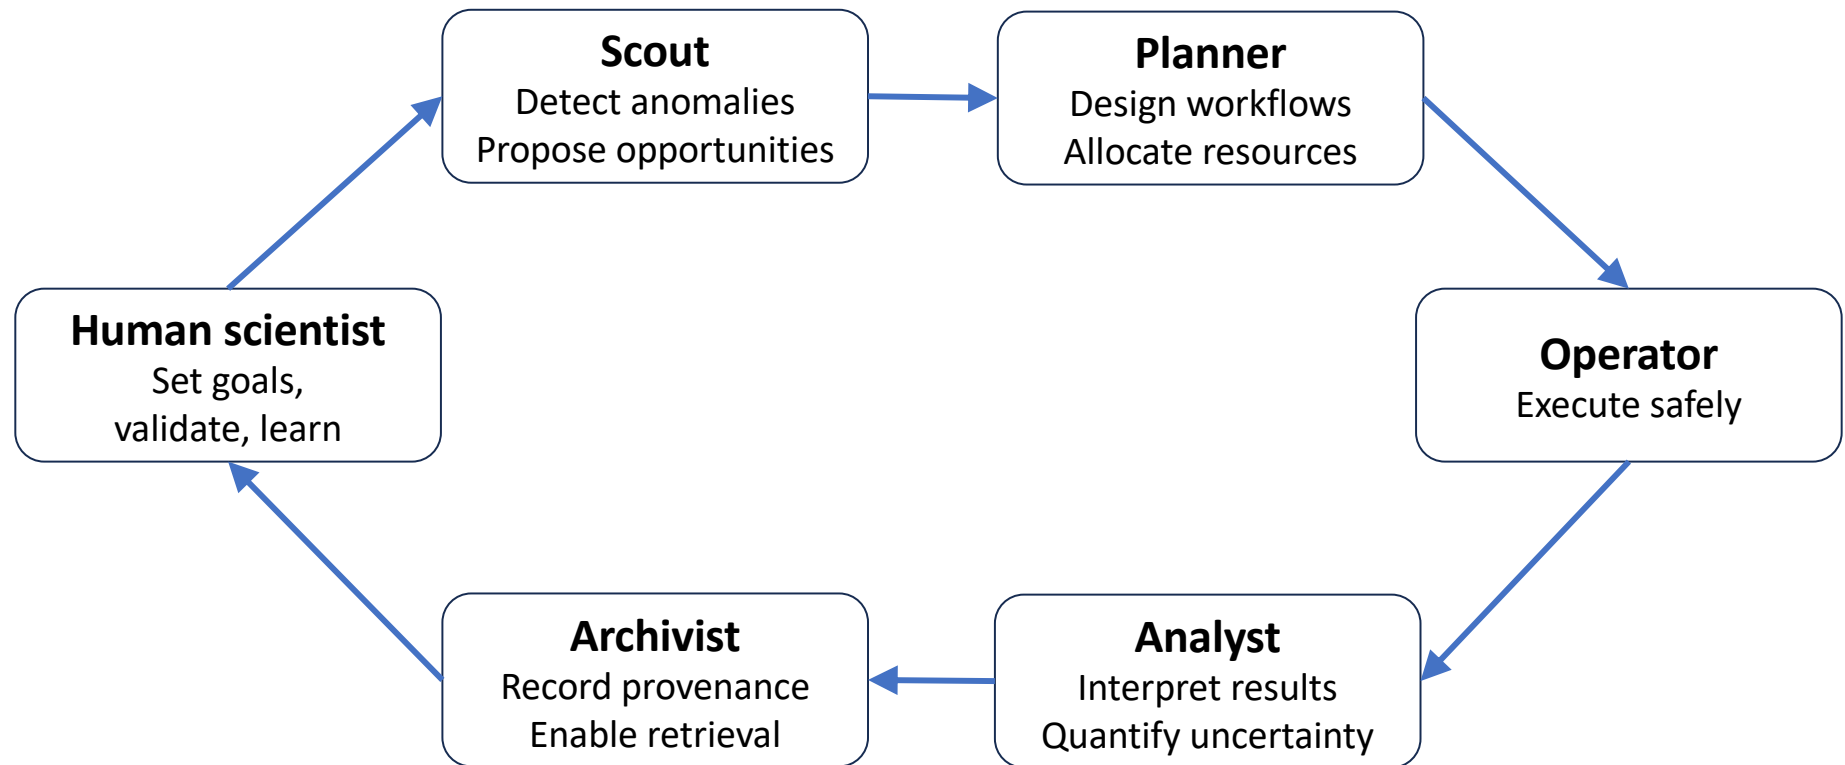 Scout
Detect anomalies
Propose opportunities
Planner
Design workflows
Allocate resources
Human scientist
Set goals,
validate, learn
Operator
Execute safely
Archivist
Record provenance
Enable retrieval
Analyst
Interpret results
Quantify uncertainty